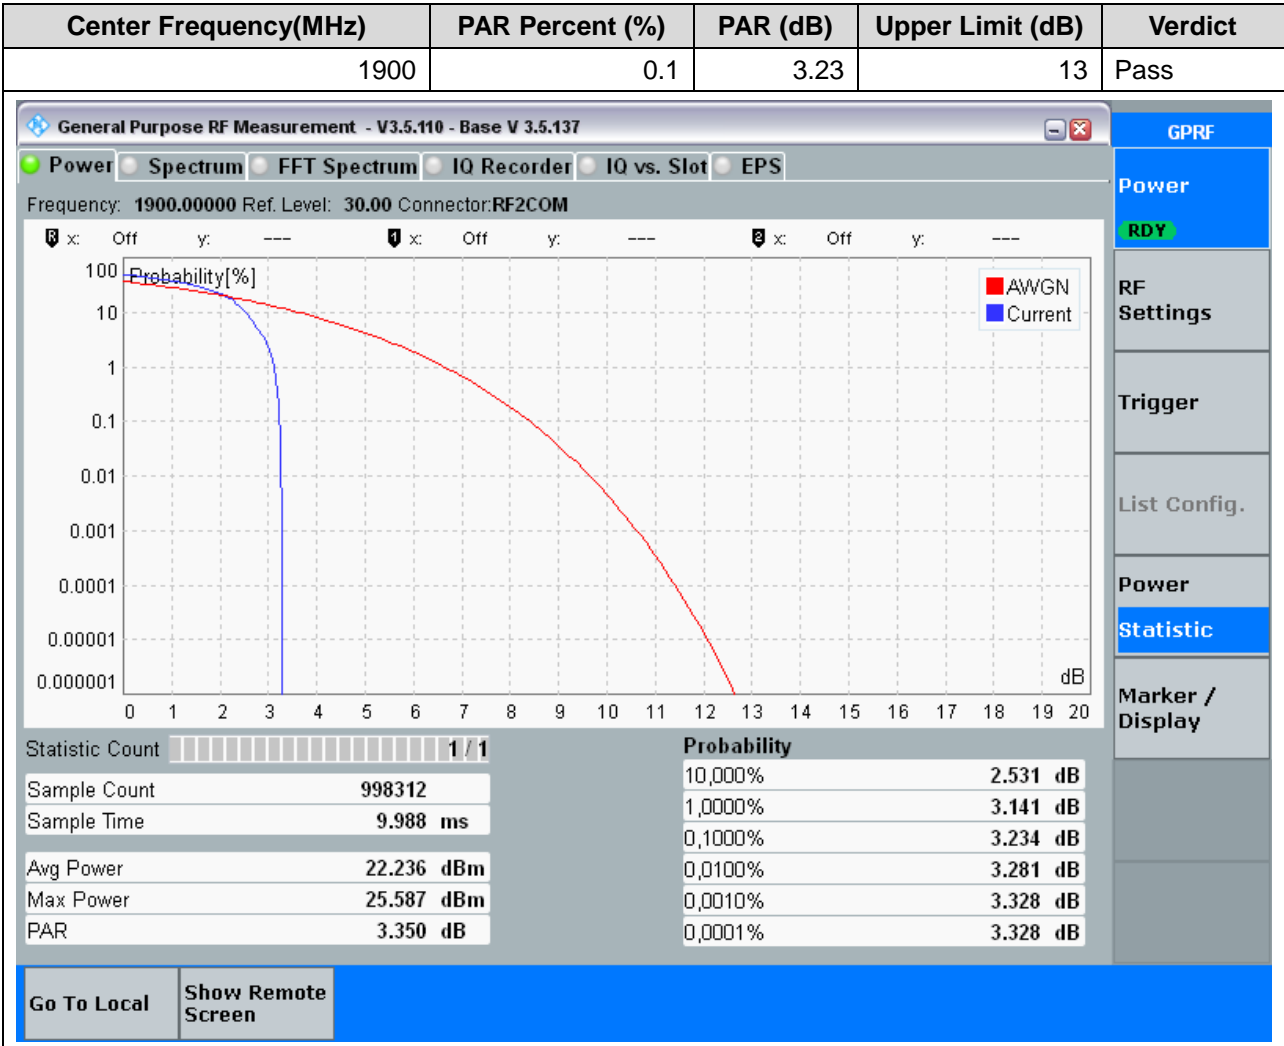 Center Frequency(MHz) PAR Percent (%) PAR (dB) Upper Limit (dB) Verdict
1900 0.1 3.23 13 Pass
General Purpose RF Measurement - V3.5.110 - Base V 3.5.137
GPRF
Power Spectrum FFT Spectrum IQ Recorder IQ vs. Slot EPS
Frequency: 1900.00000 Ref. Level: 30.00 Connector:RF2COM
R x: Off y: --- 1 x: Off y: --- 2 x: Off y: ---
Probability[%]
AWGN
Current
100
10
1
0.1
0.01
0.001
0.0001
0.00001
0.000001
dB
0 1 2 3 4 5 6 7 8 9 10 11 12 13 14 15 16 17 18 19 20
Statistic Count 1 / 1
Sample Count 998312
Sample Time 9.988 ms
Avg Power 22.236 dBm
Max Power 25.587 dBm
PAR 3.350 dB
Probability
10,000% 2.531 dB
1,0000% 3.141 dB
0,1000% 3.234 dB
0,0100% 3.281 dB
0,0010% 3.328 dB
0,0001% 3.328 dB
Power
RDY
RF
Settings
Trigger
List Config.
Power
Statistic
Marker /
Display
Go To Local
Show Remote
Screen